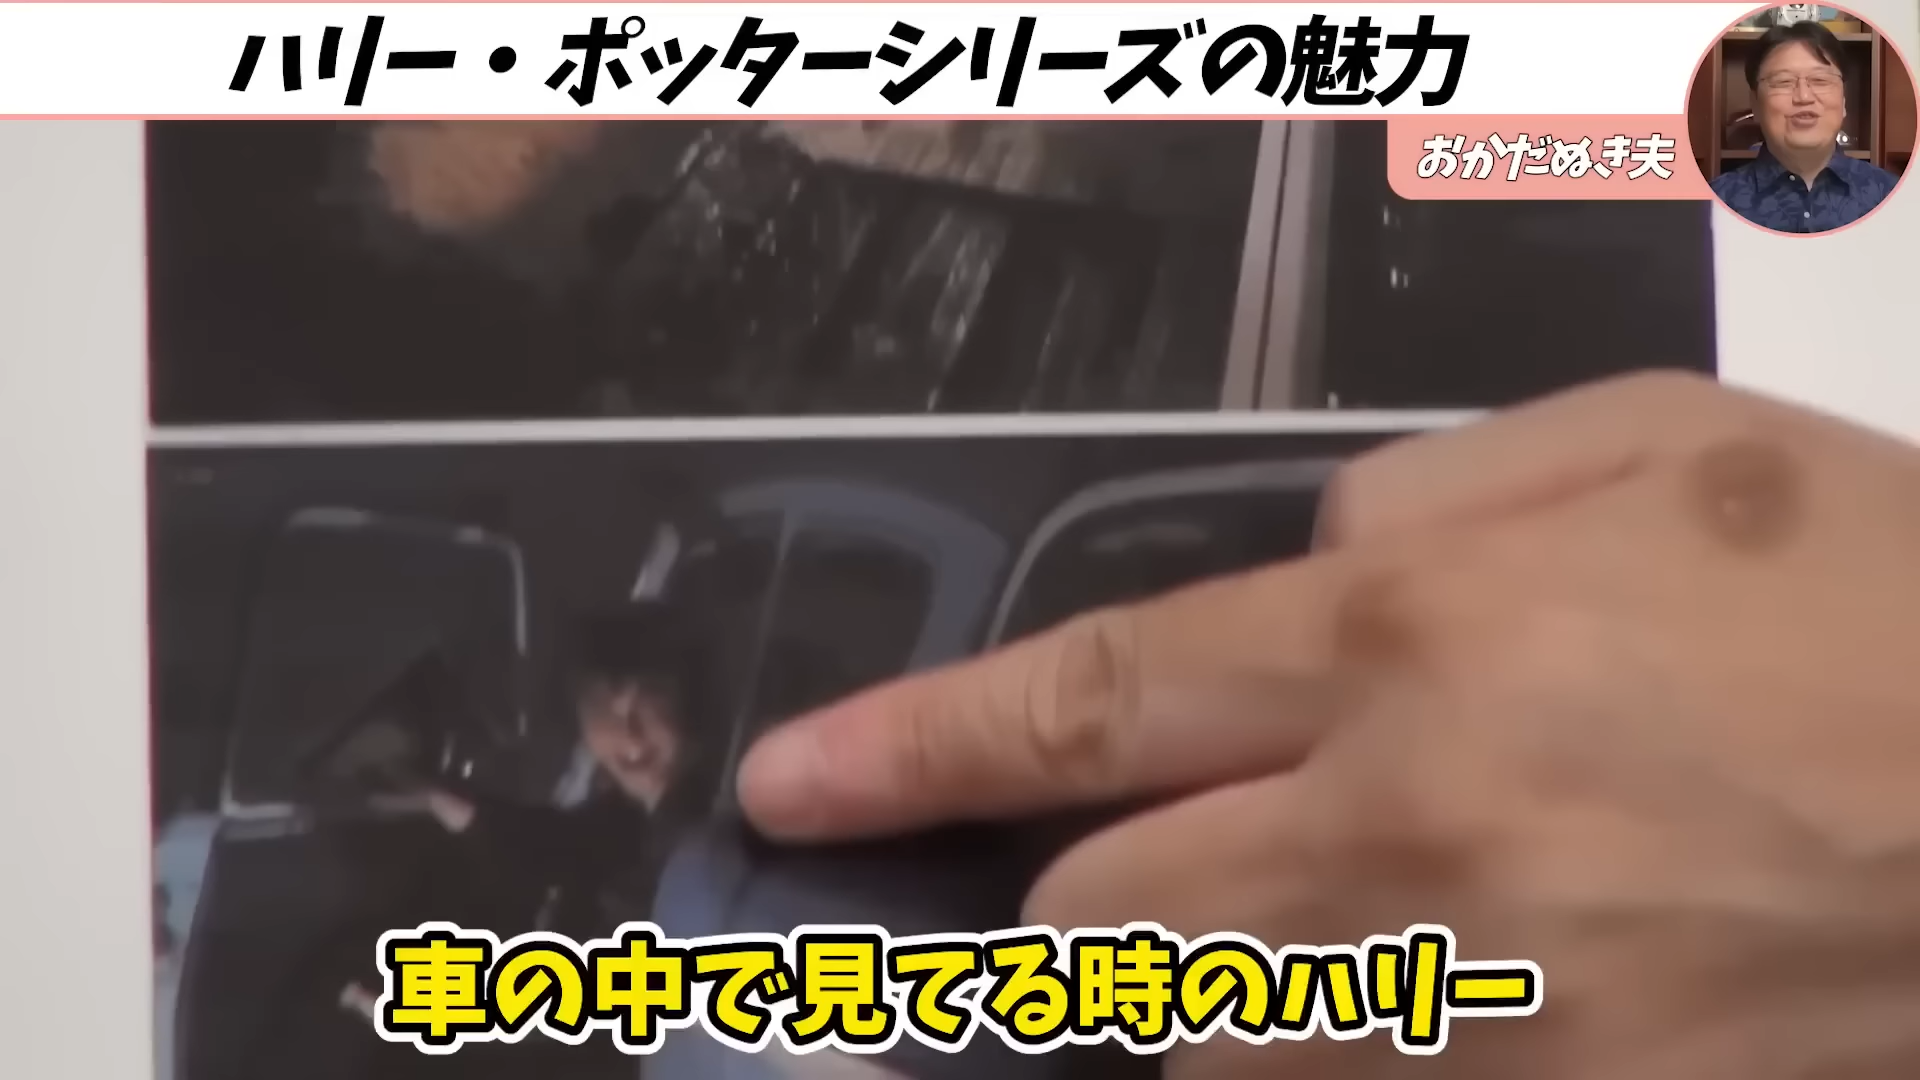 ハリー・ポッターシリーズの魅力
おかだぬき夫
車の中で見てる時のハリー